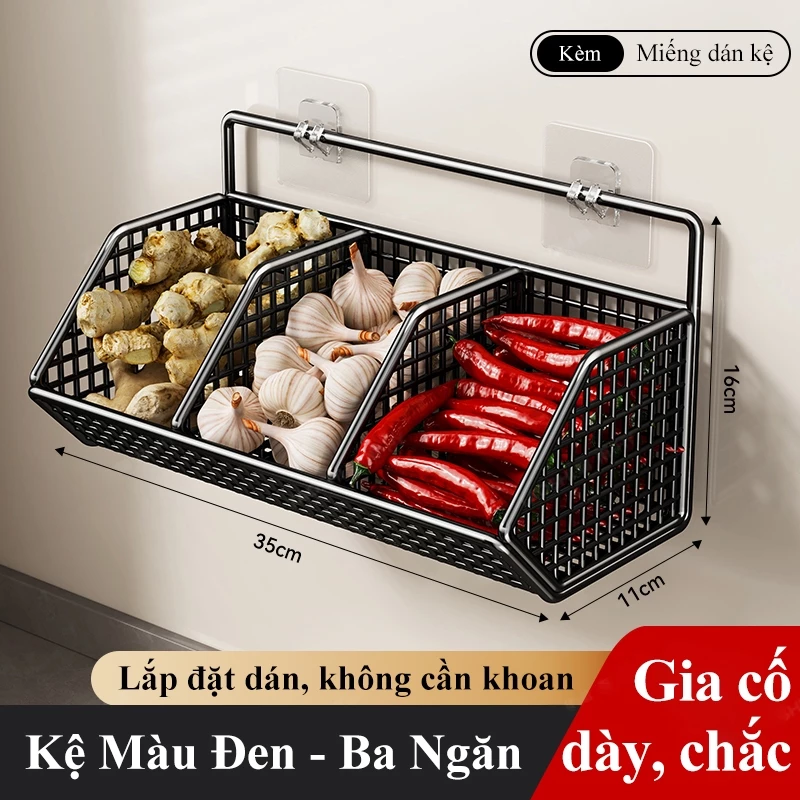 Kèm Miếng dán kệ
16cm
35cm
11cm
Lắp đặt dán, không cần khoan
Kệ Màu Đen - Ba Ngăn
Gia cố
dày, chắc